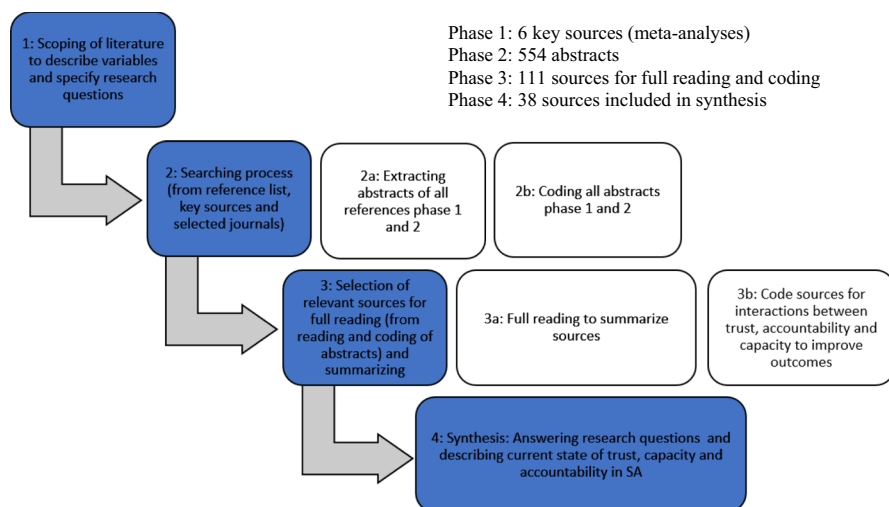 1: Scoping of literature
to describe variables
and specify research
questions
Phase 1: 6 key sources (meta-analyses)
Phase 2: 554 abstracts
Phase 3: 111 sources for full reading and coding
Phase 4: 38 sources included in synthesis
2: Searching process
(from reference list,
key sources and
selected journals)
2a: Extracting
abstracts of all
references phase 1
and 2
2b: Coding all abstracts
phase 1 and 2
3: Selection of
relevant sources for
full reading (from
reading and coding of
abstracts) and
summarizing
3a: Full reading to summarize
sources
3b: Code sources for
interactions between
trust, accountability and
capacity to improve
outcomes
4: Synthesis: Answering research questions and
describing current state of trust, capacity and
accountability in SA